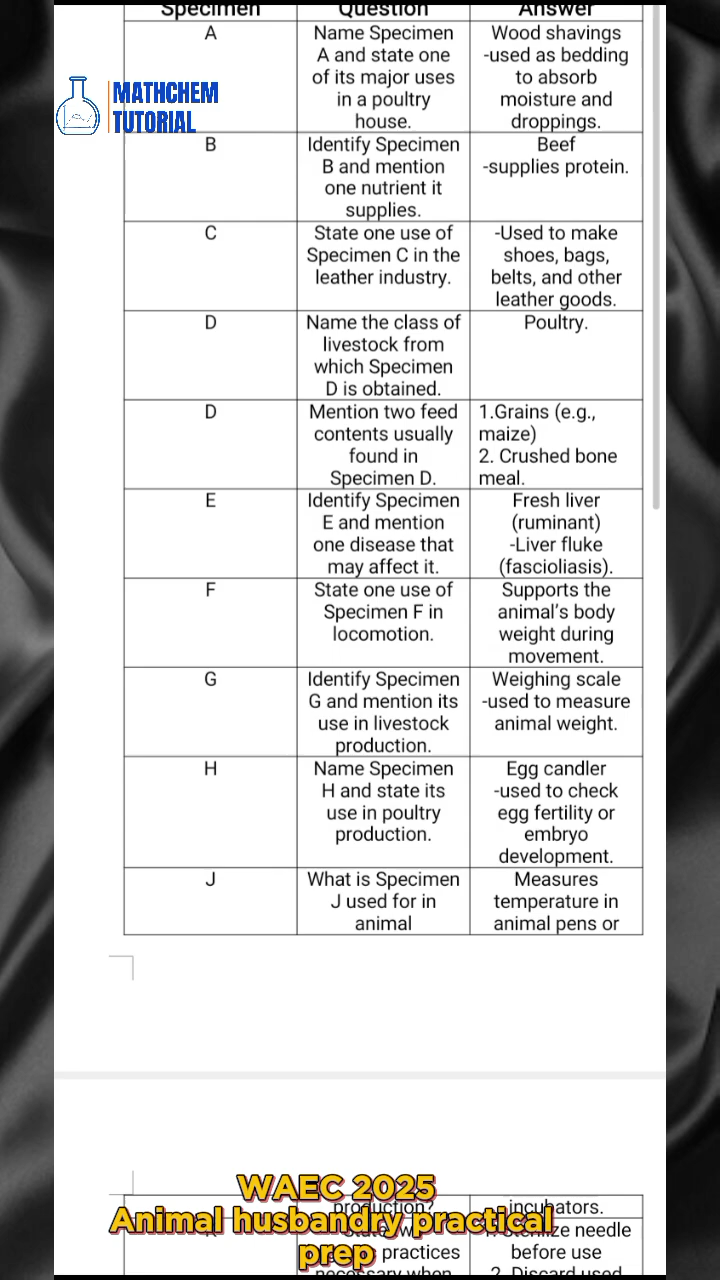 Specimen
Question
Answer
A
Name Specimen
A and state one
of its major uses
in a poultry
house.
Wood shavings
-used as bedding
to absorb
moisture and
droppings.
MATHCHEM
TUTORIAL
B
Identify Specimen
B and mention
one nutrient it
supplies.
Beef
-supplies protein.
C
State one use of
Specimen C in the
leather industry.
-Used to make
shoes, bags,
belts, and other
leather goods.
D
Name the class of
livestock from
which Specimen
D is obtained.
Poultry.
D
Mention two feed
contents usually
found in
Specimen D.
1.Grains (e.g.,
maize)
2. Crushed bone
meal.
E
Identify Specimen
E and mention
one disease that
may affect it.
Fresh liver
(ruminant)
-Liver fluke
(fascioliasis).
F
State one use of
Specimen F in
locomotion.
Supports the
animal's body
weight during
movement.
G
Identify Specimen
G and mention its
use in livestock
production.
Weighing scale
-used to measure
animal weight.
H
Name Specimen
H and state its
use in poultry
production.
Egg candler
-used to check
egg fertility or
embryo
development.
J
What is Specimen
J used for in
animal
Measures
temperature in
animal pens or
production?
incubators.
needle
practices
before use
necessary when
2. Discard used
WAEC 2025
Animal husbandry practical
prep